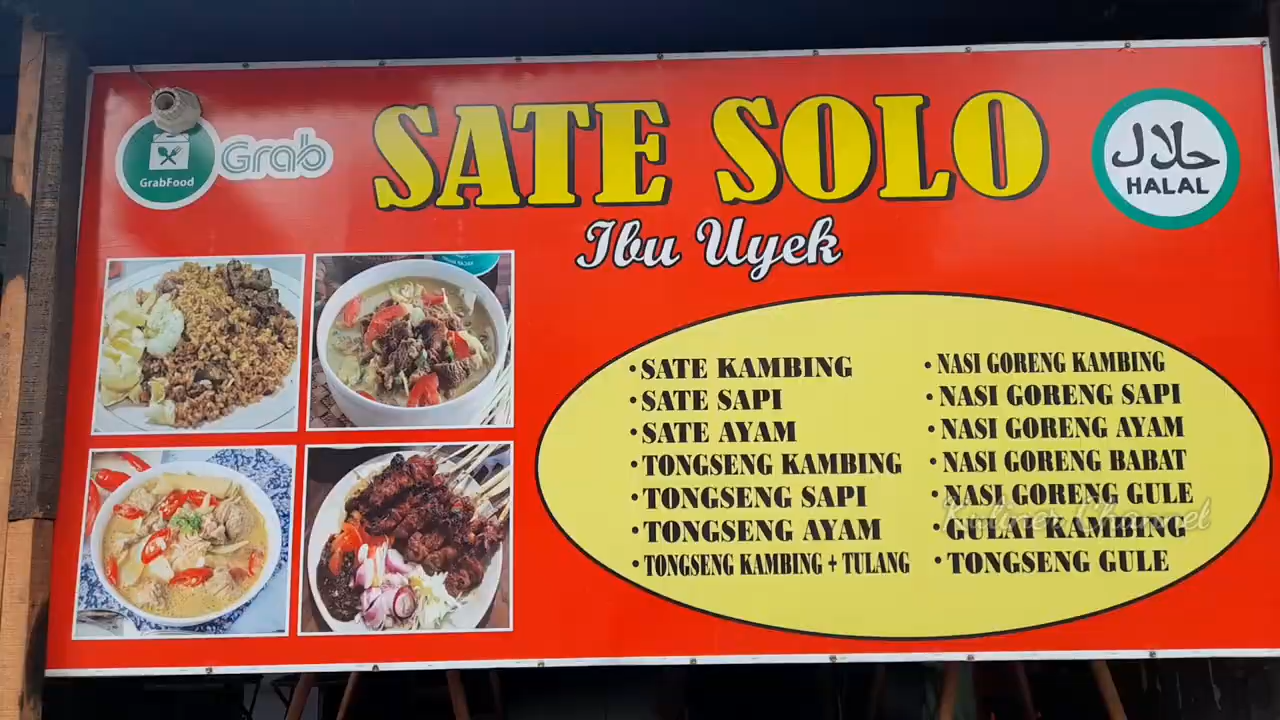 GrabFood
Grab
SATE SOLO
Ibu Uyek
حلال
HALAL
•SATE KAMBING
•SATE SAPI
•SATE AYAM
•TONGSENG KAMBING
•TONGSENG SAPI
•TONGSENG AYAM
•TONGSENG KAMBING + TULANG
•NASI GORENG KAMBING
•NASI GORENG SAPI
•NASI GORENG AYAM
•NASI GORENG BABAT
•NASI GORENG GULE
•GULAI KAMBING
•TONGSENG GULE
Kuliner Channel